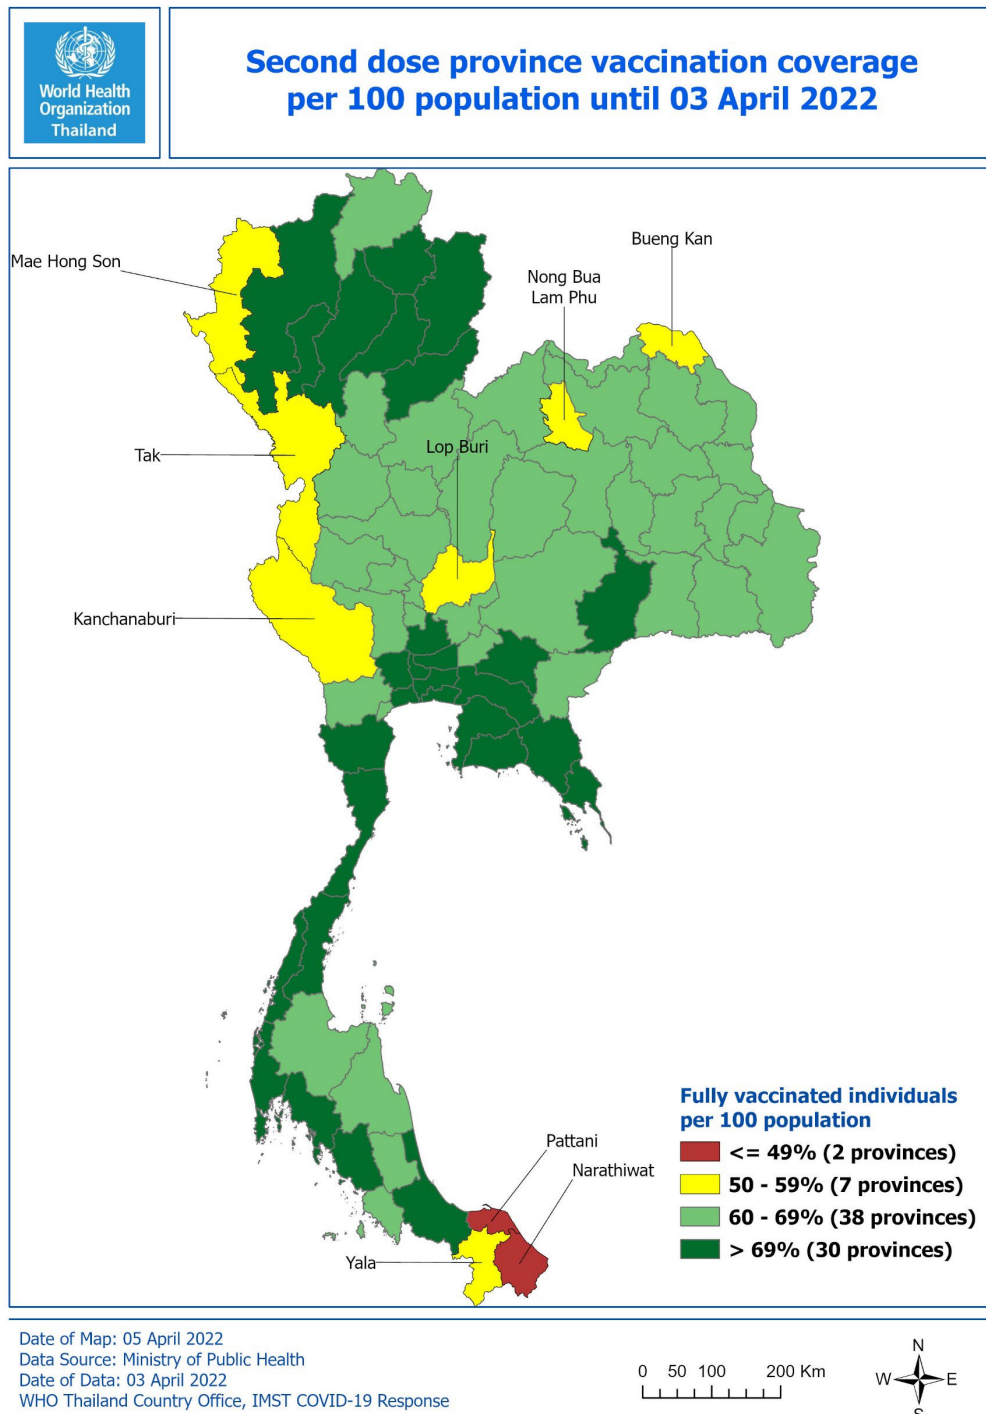 World Health
Organization
Thailand
Second dose province vaccination coverage
per 100 population until 03 April 2022
Bueng Kan
Mae Hong Son
Nong Bua
Lam Phu
Lop Buri
Tak
Kanchanaburi
Fully vaccinated individuals
per 100 population
<= 49% (2 provinces)
50 - 59% (7 provinces)
60 - 69% (38 provinces)
> 69% (30 provinces)
Pattani
Narathiwat
Yala
Date of Map: 05 April 2022
Data Source: Ministry of Public Health
Date of Data: 03 April 2022
WHO Thailand Country Office, IMST COVID-19 Response
0 50 100 200 Km
N
W E
S